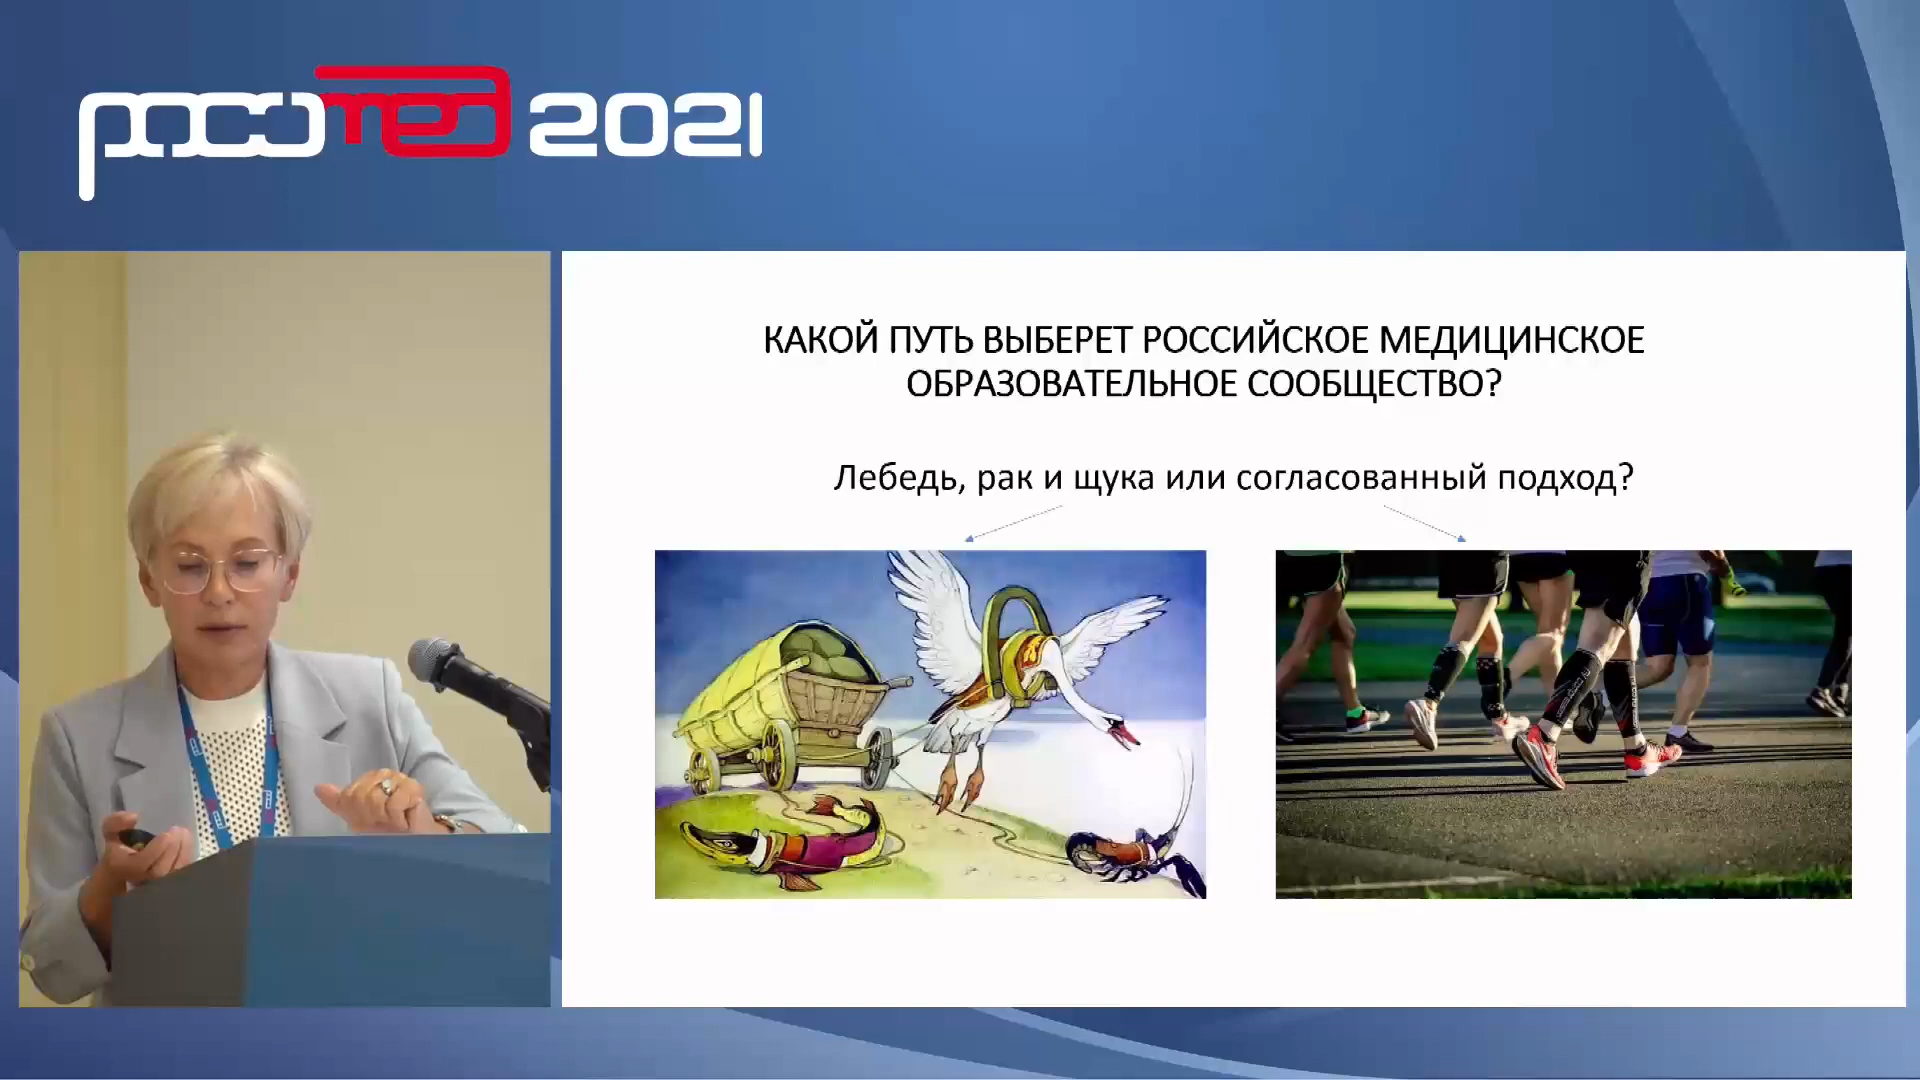 росомед 2021
КАКОЙ ПУТЬ ВЫБЕРЕТ РОССИЙСКОЕ МЕДИЦИНСКОЕ
ОБРАЗОВАТЕЛЬНОЕ СООБЩЕСТВО?
Лебедь, рак и щука или согласованный подход?